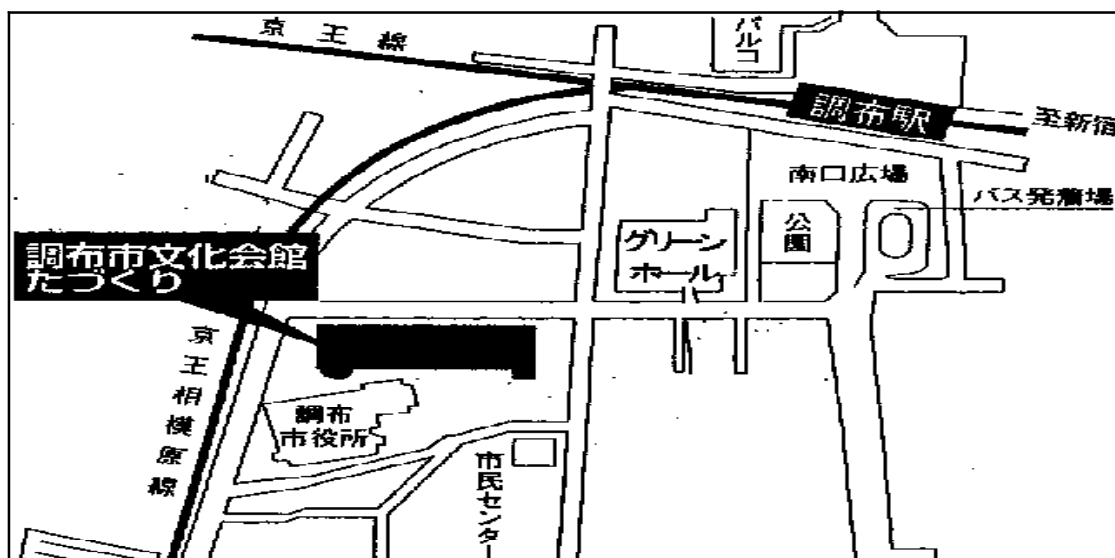 京王線
パルコ
調布駅
至新宿
南口広場
バス発着場
公園
グリーン
ホール
調布市文化会館
たづくり
京王相模原線
調布
市役所
市民センター